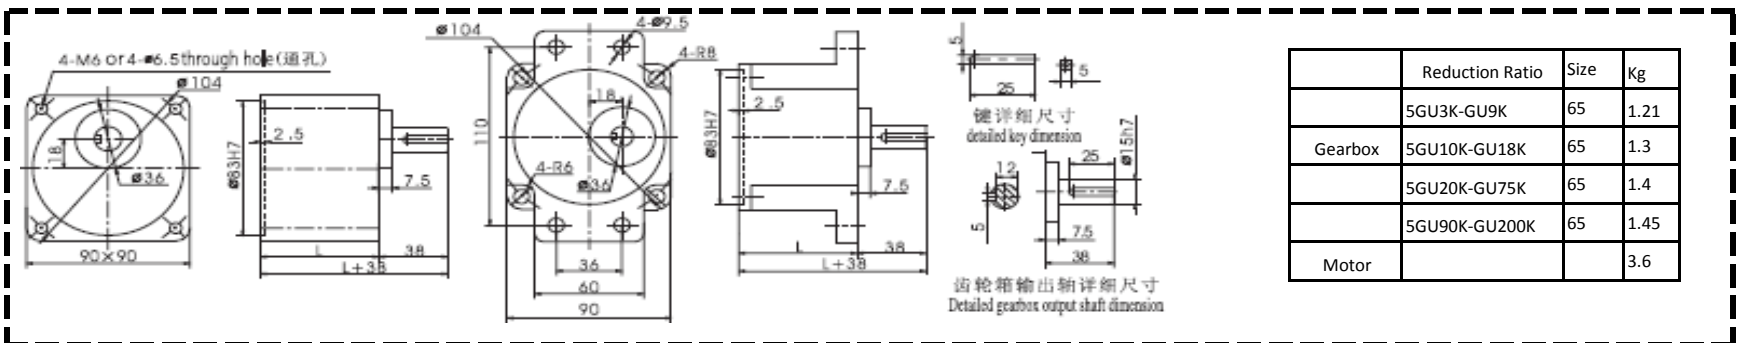 4-M6 or 4-ø6.5 through hole(通孔)
ø104
18
ø36
90×90
ø83H7
2.5
7.5
L
38
L+38
ø104
4-ø9.5
4-R8
110
18
4-R6
ø36
36
60
90
ø83H7
2.5
7.5
L
38
L+38
5
25
5
键详细尺寸
detailed key dimension
12
5
25
ø15h7
7.5
38
齿轮箱输出轴详细尺寸
Detailed gearbox output shaft dimension
Reduction Ratio Size Kg
5GU3K-GU9K 65 1.21
Gearbox 5GU10K-GU18K 65 1.3
5GU20K-GU75K 65 1.4
5GU90K-GU200K 65 1.45
Motor 3.6